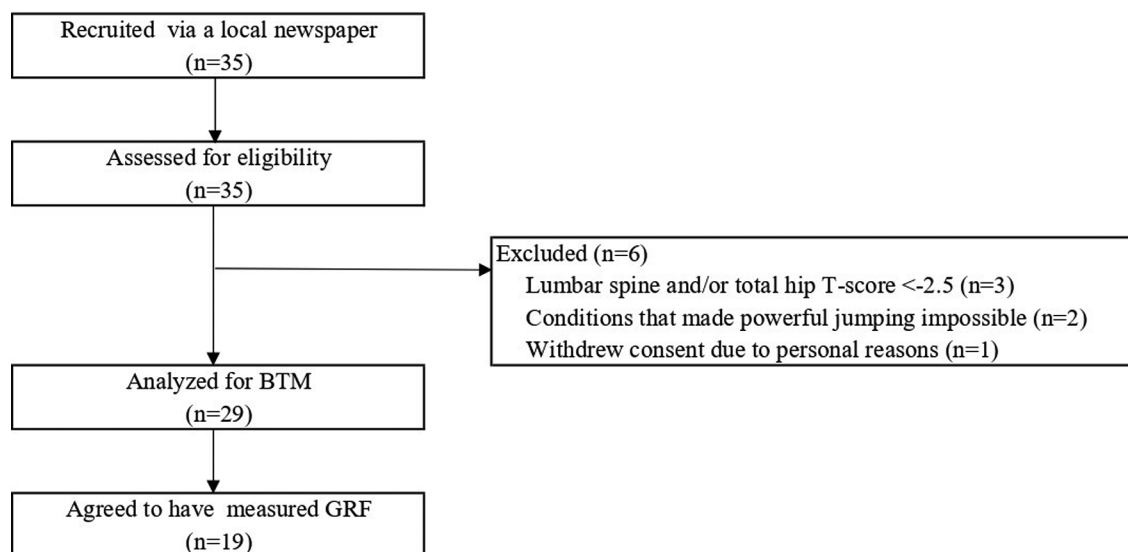 Recruited via a local newspaper
(n=35)
Assessed for eligibility
(n=35)
Excluded (n=6)
Lumbar spine and/or total hip T-score <-2.5 (n=3)
Conditions that made powerful jumping impossible (n=2)
Withdrew consent due to personal reasons (n=1)
Analyzed for BTM
(n=29)
Agreed to have measured GRF
(n=19)